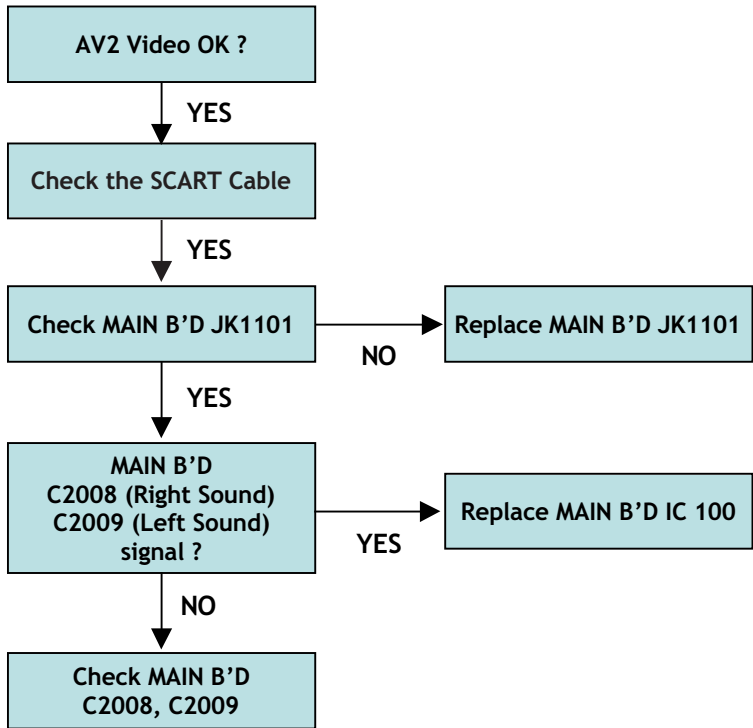 AV2 Video OK ?
YES
Check the SCART Cable
YES
Check MAIN B’D JK1101
NO
Replace MAIN B’D JK1101
YES
MAIN B’D
C2008 (Right Sound)
C2009 (Left Sound)
signal ?
YES
Replace MAIN B’D IC 100
NO
Check MAIN B’D
C2008, C2009